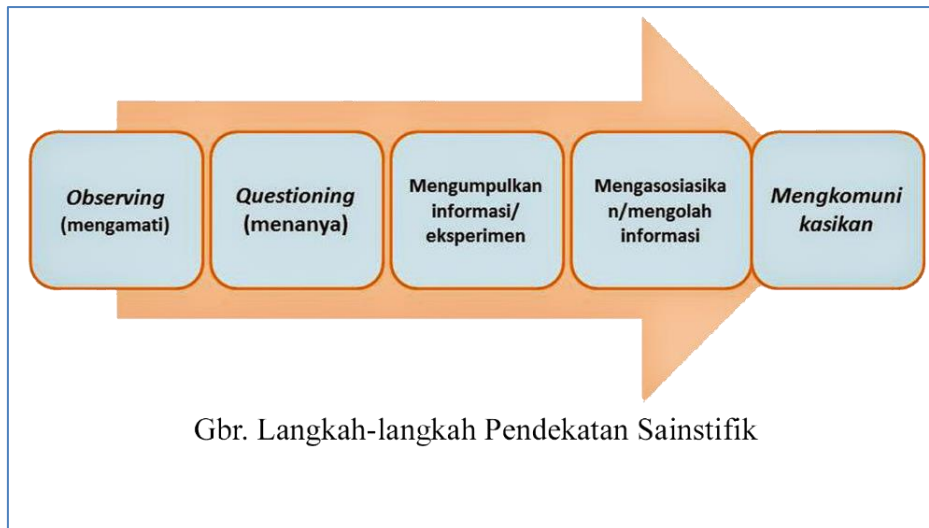 Observing
(mengamati)
Questioning
(menanya)
Mengumpulkan
informasi/
eksperimen
Mengasosiasika
n/mengolah
informasi
Mengkomuni
kasikan
Gbr. Langkah-langkah Pendekatan Sainstifik